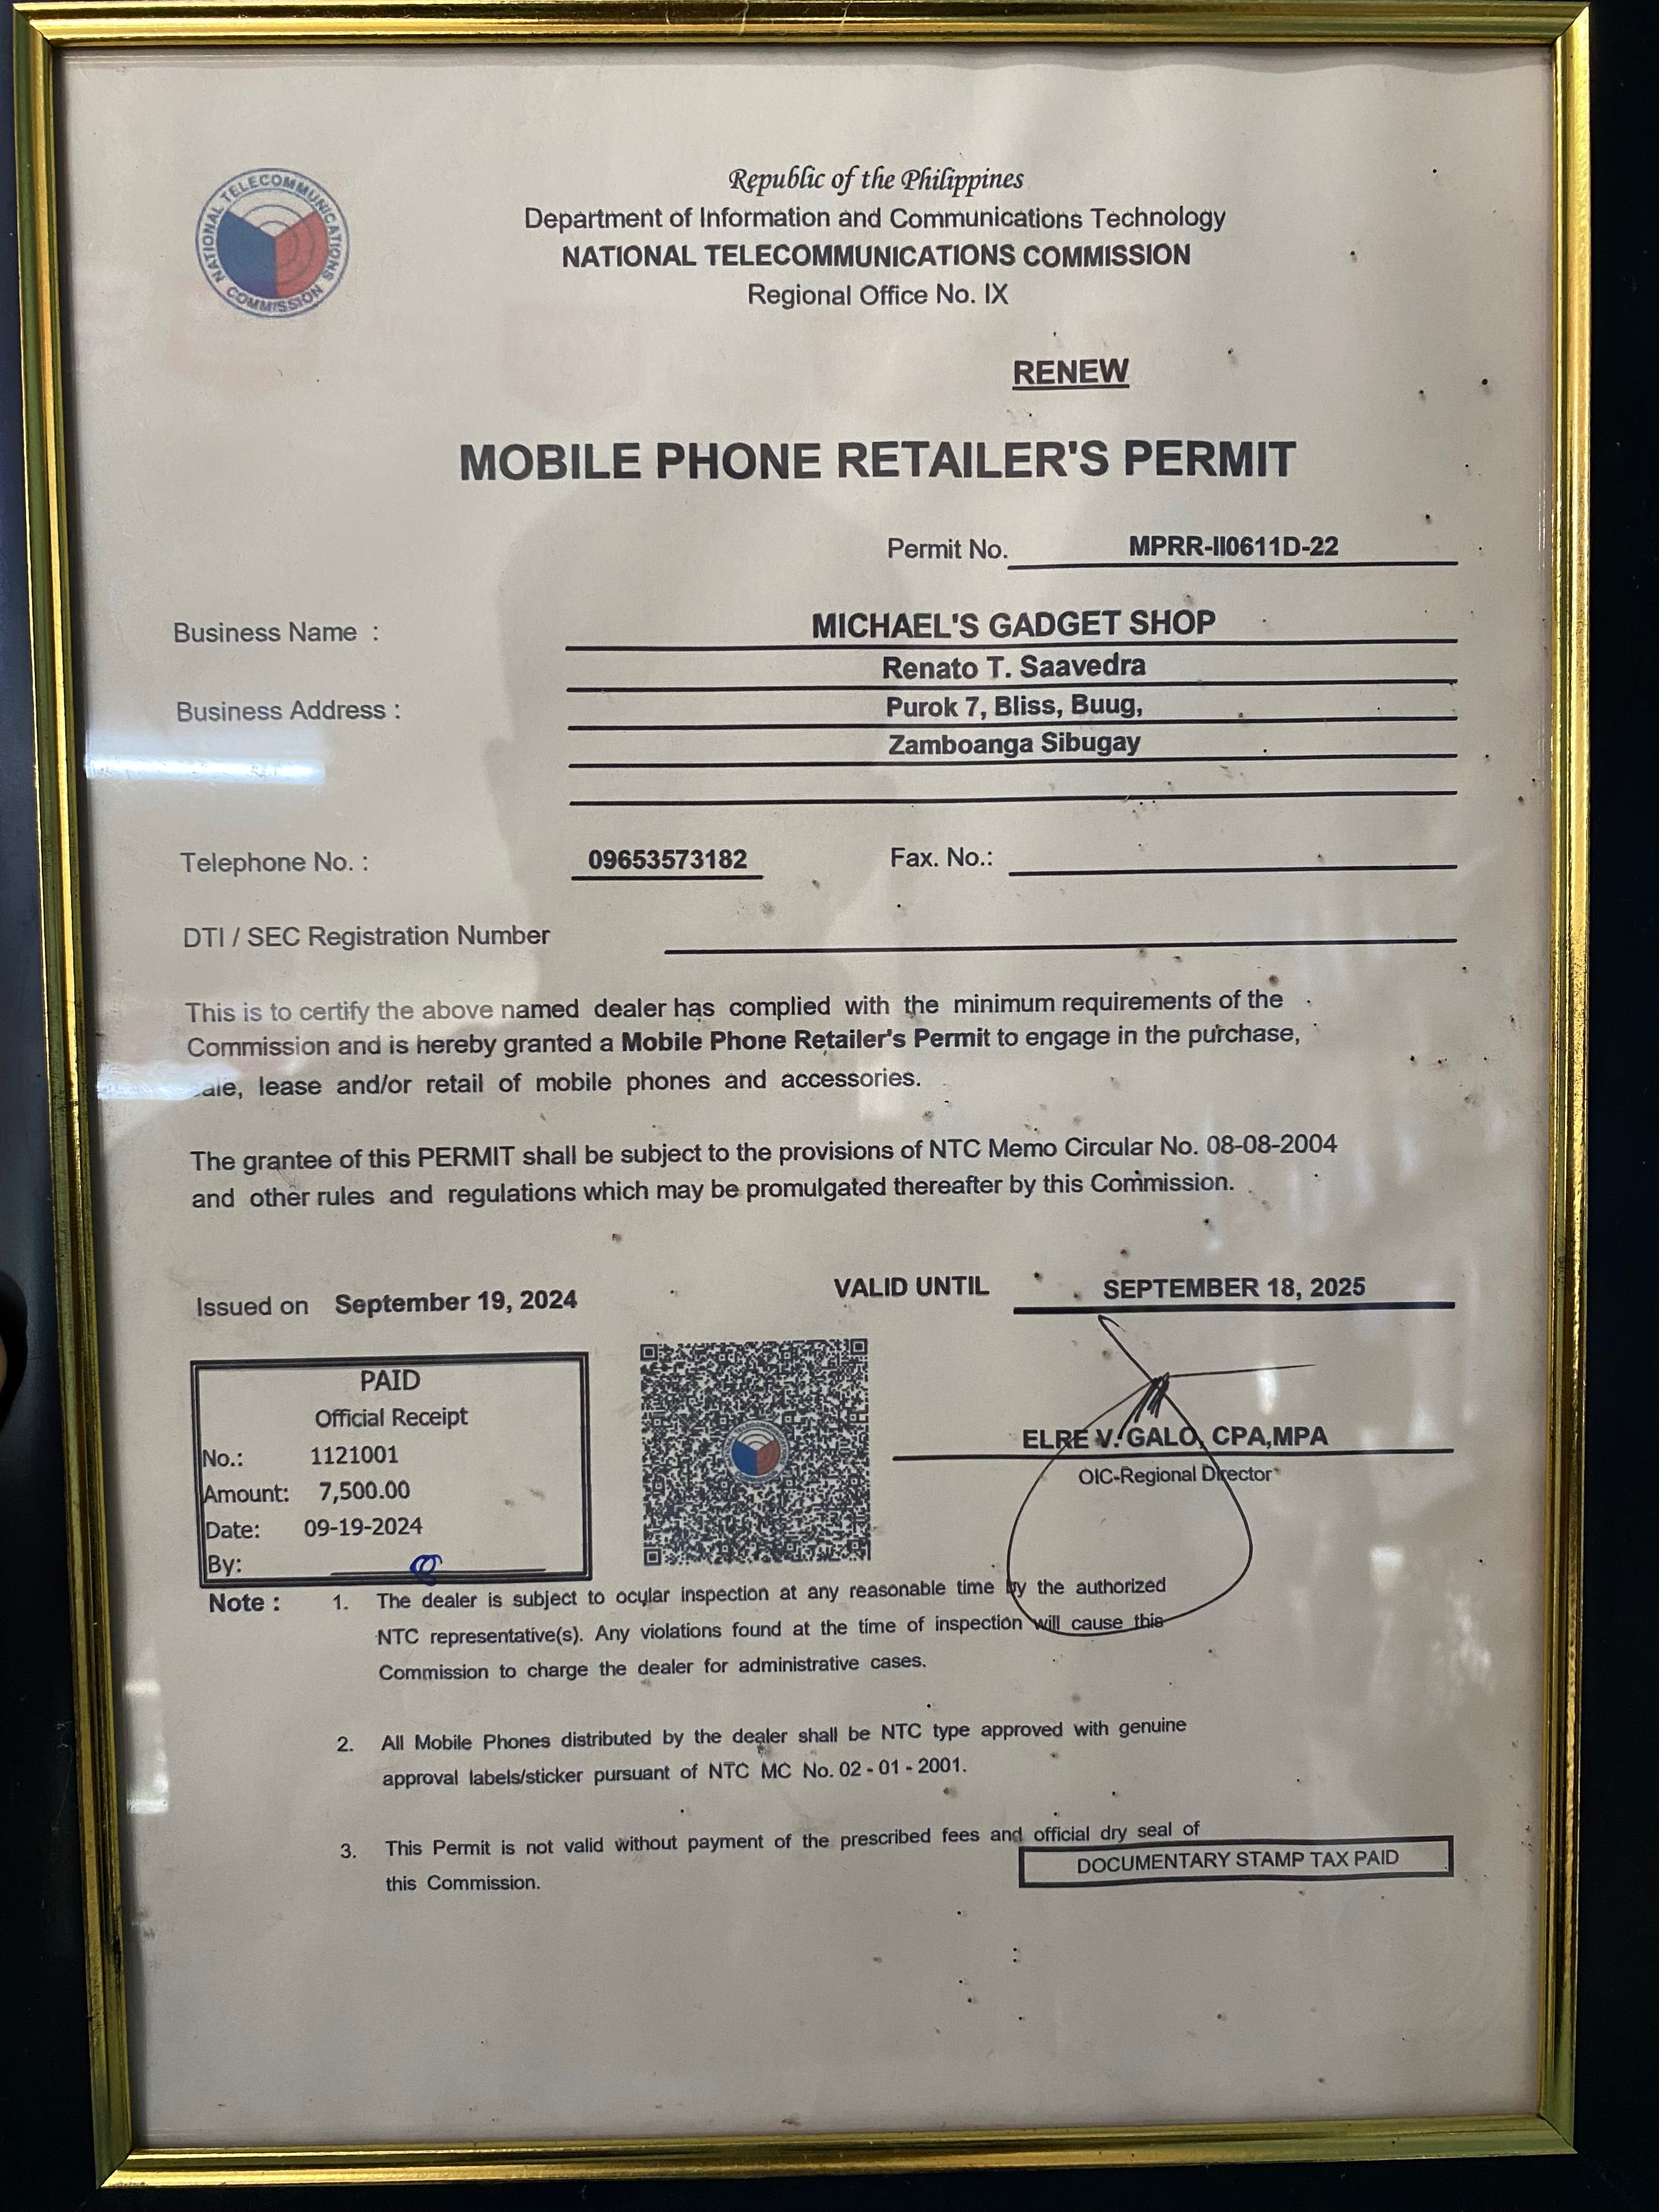 NATIONAL TELECOMMUNICATIONS COMMISSION
Republic of the Philippines
Department of Information and Communications Technology
NATIONAL TELECOMMUNICATIONS COMMISSION
Regional Office No. IX
RENEW
MOBILE PHONE RETAILER'S PERMIT
Permit No. MPRR-II0611D-22
Business Name : MICHAEL'S GADGET SHOP
Renato T. Saavedra
Business Address : Purok 7, Bliss, Buug,
Zamboanga Sibugay
Telephone No. : 09653573182 Fax. No.:
DTI / SEC Registration Number
This is to certify the above named dealer has complied with the minimum requirements of the
Commission and is hereby granted a Mobile Phone Retailer's Permit to engage in the purchase,
lease and/or retail of mobile phones and accessories.
The grantee of this PERMIT shall be subject to the provisions of NTC Memo Circular No. 08-08-2004
and other rules and regulations which may be promulgated thereafter by this Commission.
Issued on September 19, 2024 VALID UNTIL SEPTEMBER 18, 2025
PAID
Official Receipt
No.: 1121001
Amount: 7,500.00
Date: 09-19-2024
By:
ELRE V. GALO, CPA,MPA
OIC-Regional Director
Note : 1. The dealer is subject to ocular inspection at any reasonable time by the authorized
NTC representative(s). Any violations found at the time of inspection will cause this
Commission to charge the dealer for administrative cases.
2. All Mobile Phones distributed by the dealer shall be NTC type approved with genuine
approval labels/sticker pursuant of NTC MC No. 02 - 01 - 2001.
3. This Permit is not valid without payment of the prescribed fees and official dry seal of
this Commission.
DOCUMENTARY STAMP TAX PAID